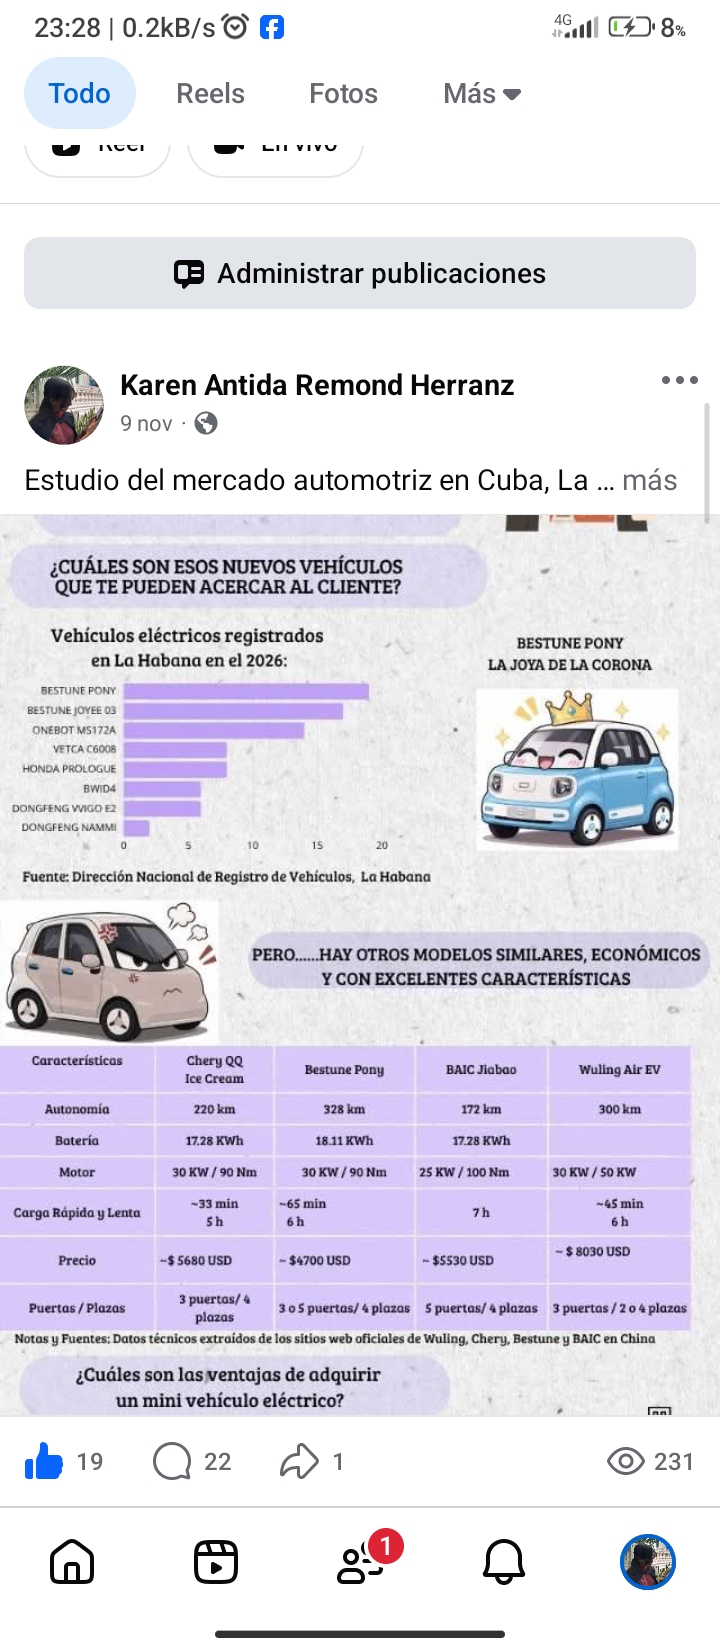 23:28 | 0.2kB/s
4G
8%
Todo
Reels
Fotos
Más
Reel
En vivo
Administrar publicaciones
Karen Antida Remond Herranz
9 nov ·
Estudio del mercado automotriz en Cuba, La ... más
¿CUÁLES SON ESOS NUEVOS VEHÍCULOS
QUE TE PUEDEN ACERCAR AL CLIENTE?
Vehículos eléctricos registrados
en La Habana en el 2026:
BESTUNE PONY
BESTUNE JOYEE 03
ONEBOT MS172A
VETCA C6008
HONDA PROLOGUE
BWID4
DONGFENG VVIGO E2
DONGFENG NAMMI
0 5 10 15 20
BESTUNE PONY
LA JOYA DE LA CORONA
Fuente: Dirección Nacional de Registro de Vehículos, La Habana
PERO......HAY OTROS MODELOS SIMILARES, ECONÓMICOS
Y CON EXCELENTES CARACTERÍSTICAS
Características
Chery QQ
Ice Cream
Bestune Pony
BAIC Jiabao
Wuling Air EV
Autonomía
220 km
328 km
172 km
300 km
Batería
17.28 KWh
18.11 KWh
17.28 KWh
Motor
30 KW / 90 Nm
30 KW / 90 Nm
25 KW / 100 Nm
30 KW / 50 KW
Carga Rápida y Lenta
~33 min
5 h
~65 min
6 h
7 h
~45 min
6 h
Precio
~$ 5680 USD
~ $4700 USD
~ $5530 USD
~ $ 8030 USD
Puertas / Plazas
3 puertas/ 4
plazas
3 o 5 puertas/ 4 plazas
5 puertas/ 4 plazas
3 puertas / 2 o 4 plazas
Notas y Fuentes: Datos técnicos extraídos de los sitios web oficiales de Wuling, Chery, Bestune y BAIC en China
¿Cuáles son las ventajas de adquirir
un mini vehículo eléctrico?
19
22
1
231
1